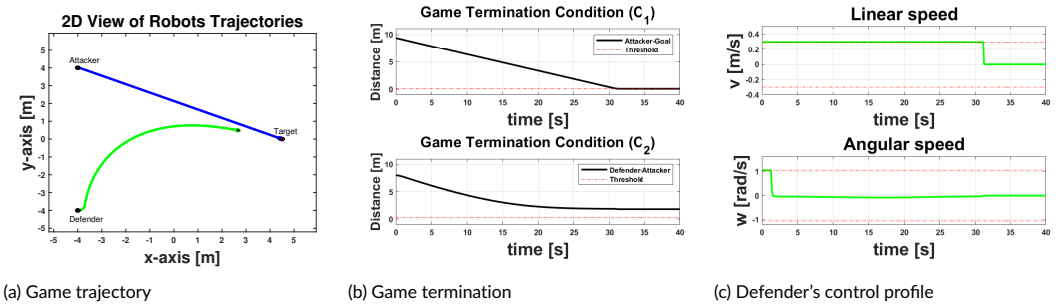 2D View of Robots Trajectories
y-axis [m]
5
4
3
2
1
0
-1
-2
-3
-4
-5
Attacker
Target
Defender
-5 -4 -3 -2 -1 0 1 2 3 4 5
x-axis [m]
(a) Game trajectory
Game Termination Condition (C1)
Distance [m]
10
5
0
Attacker-Goal
Threshold
0 5 10 15 20 25 30 35 40
time [s]
Game Termination Condition (C2)
Distance [m]
10
5
0
Defender-Attacker
Threshold
0 5 10 15 20 25 30 35 40
time [s]
(b) Game termination
Linear speed
v [m/s]
0.4
0.2
0
-0.2
-0.4
0 5 10 15 20 25 30 35 40
time [s]
Angular speed
w [rad/s]
1
0
-1
0 5 10 15 20 25 30 35 40
time [s]
(c) Defender's control profile